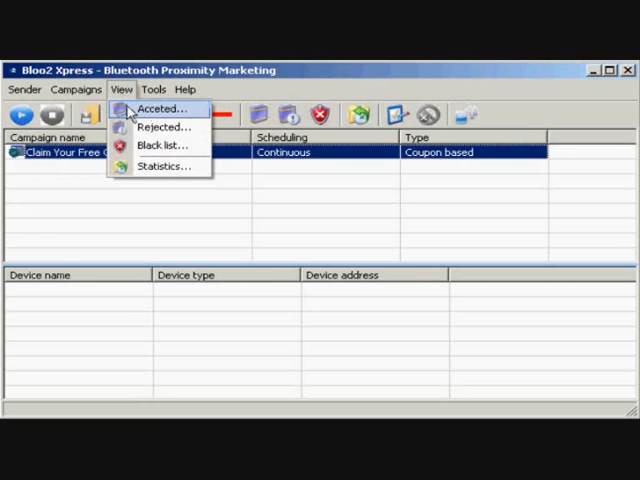 Bloo2 Xpress - Bluetooth Proximity Marketing
Sender Campaigns View Tools Help
Acceted...
Rejected...
Black list...
Statistics...
Campaign name Scheduling Type
Claim Your Free Continuous Coupon based
Device name Device type Device address